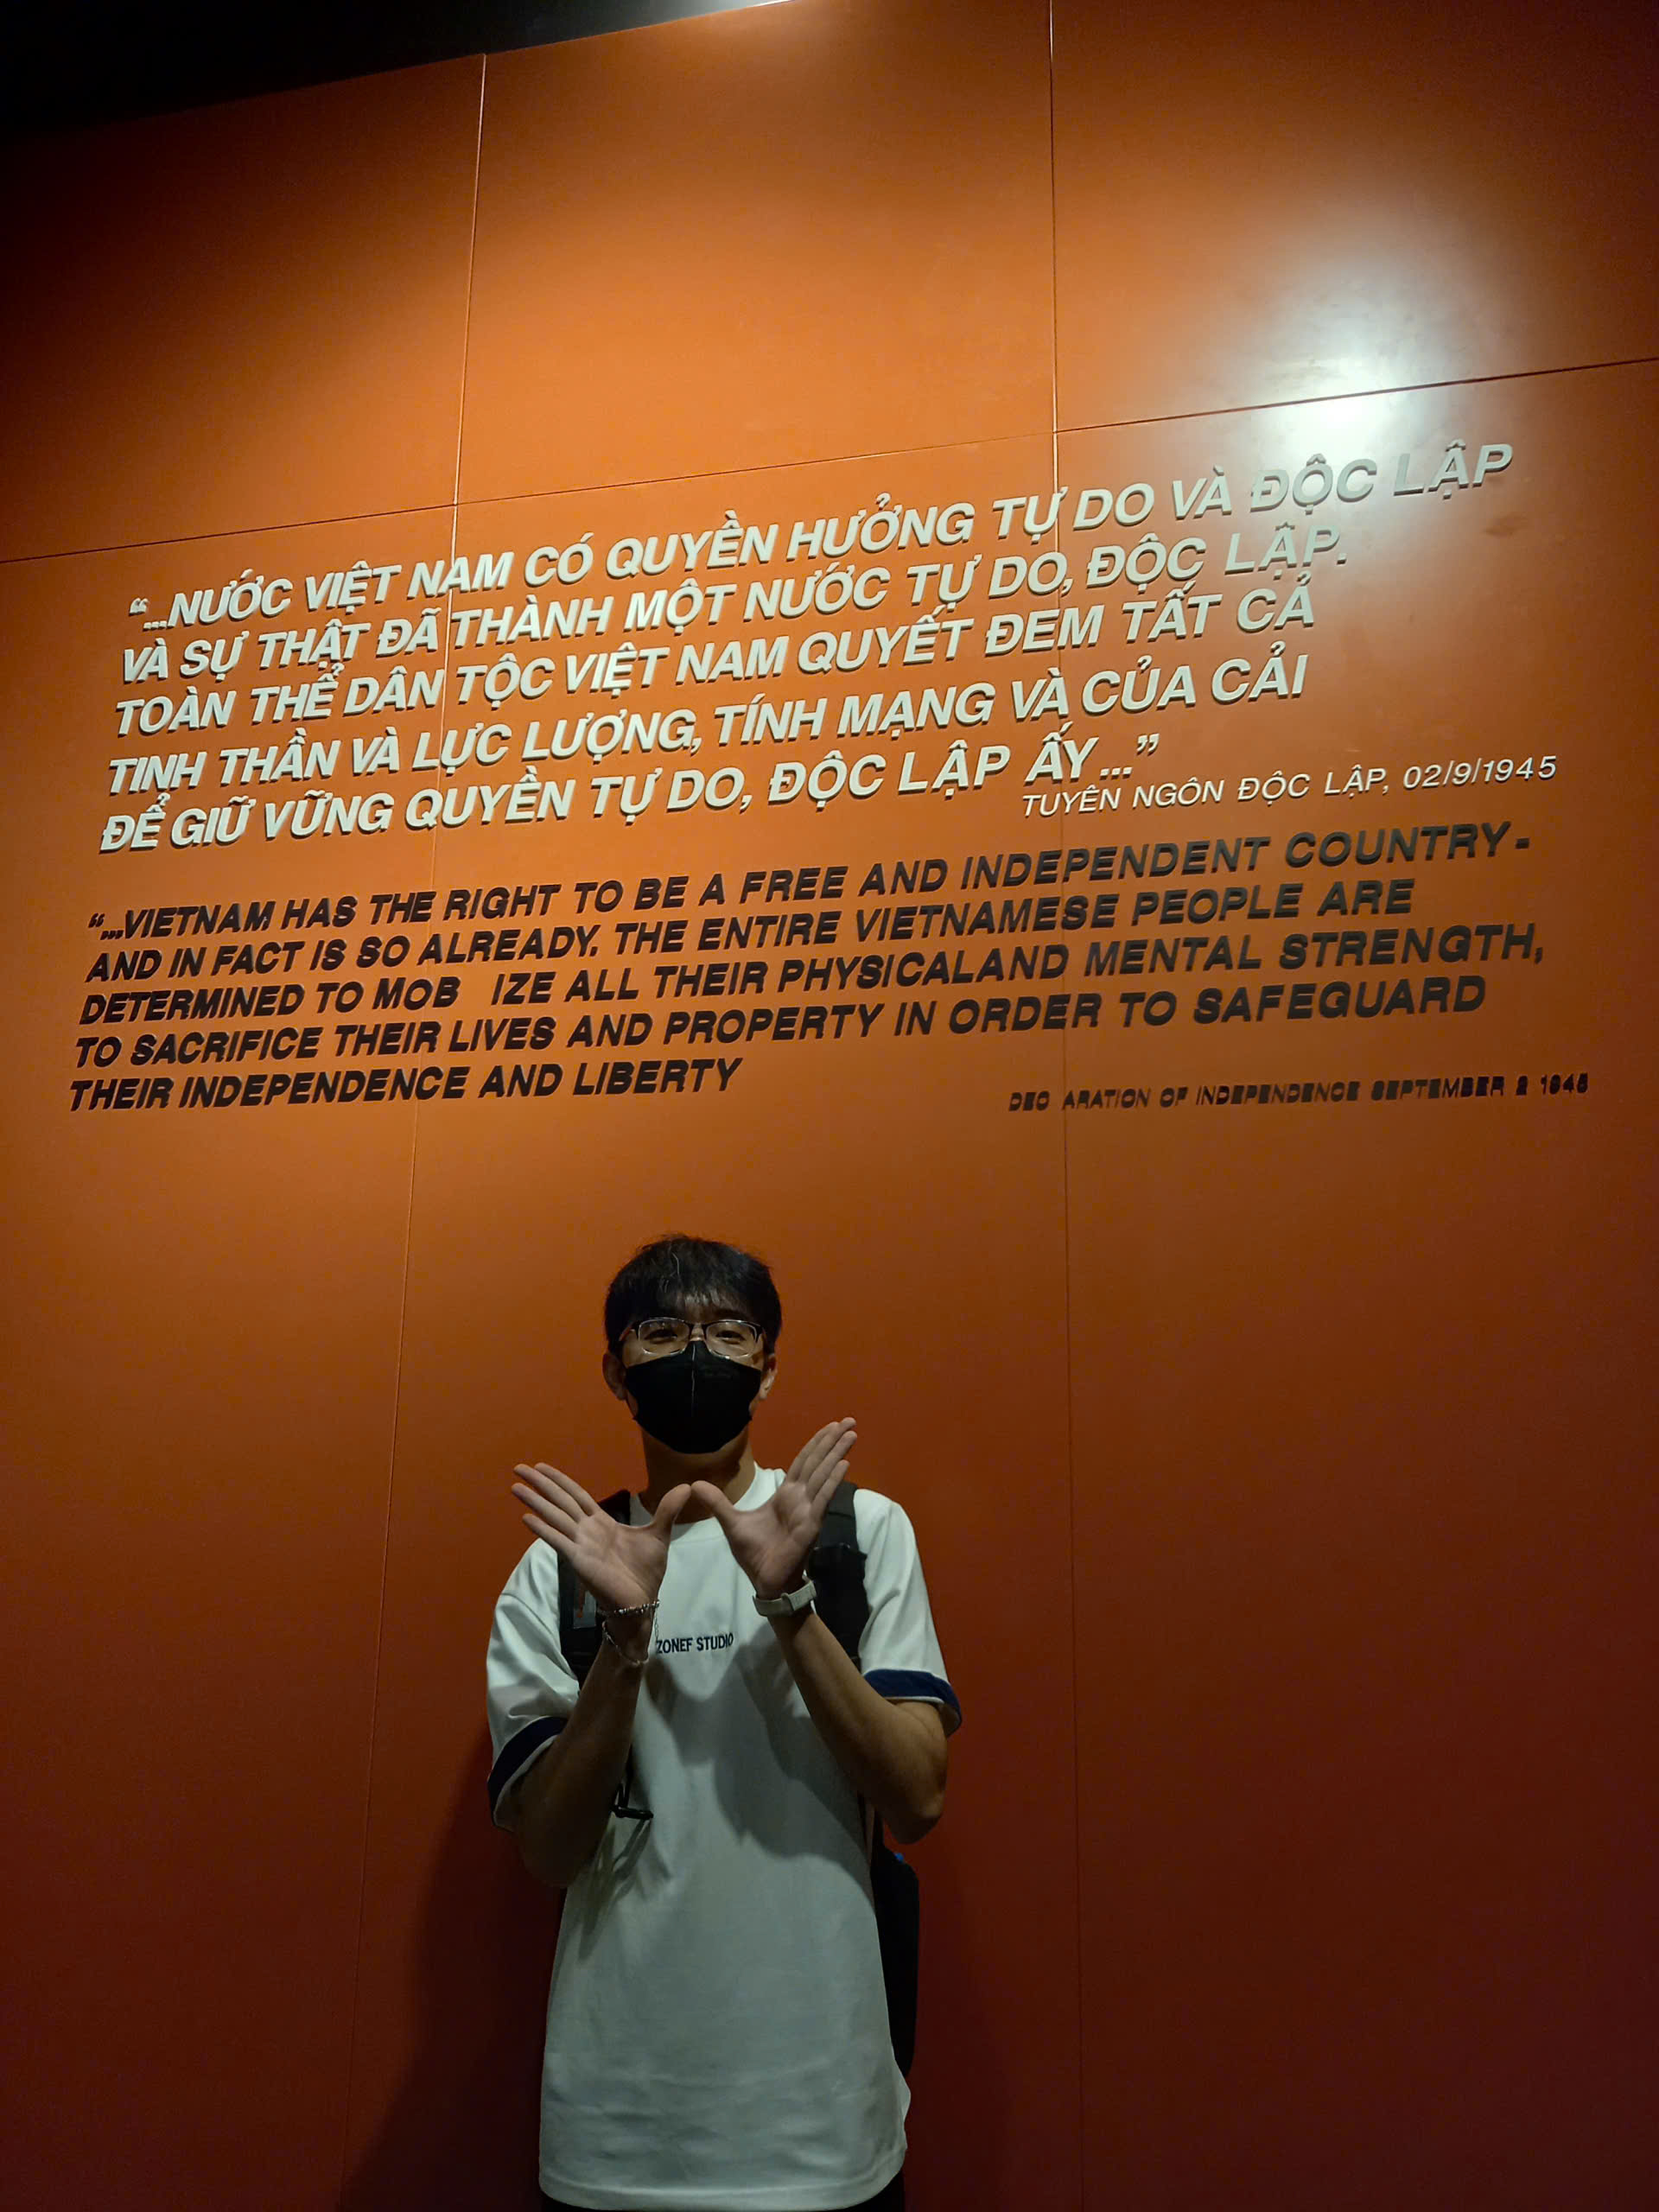 “...NƯỚC VIỆT NAM CÓ QUYỀN HƯỞNG TỰ DO VÀ ĐỘC LẬP
VÀ SỰ THẬT ĐÃ THÀNH MỘT NƯỚC TỰ DO, ĐỘC LẬP.
TOÀN THỂ DÂN TỘC VIỆT NAM QUYẾT ĐEM TẤT CẢ
TINH THẦN VÀ LỰC LƯỢNG, TÍNH MẠNG VÀ CỦA CẢI
ĐỂ GIỮ VỮNG QUYỀN TỰ DO, ĐỘC LẬP ẤY...”
TUYÊN NGÔN ĐỘC LẬP, 02/9/1945
“...VIETNAM HAS THE RIGHT TO BE A FREE AND INDEPENDENT COUNTRY-
AND IN FACT IS SO ALREADY. THE ENTIRE VIETNAMESE PEOPLE ARE
DETERMINED TO MOB IZE ALL THEIR PHYSICALAND MENTAL STRENGTH,
TO SACRIFICE THEIR LIVES AND PROPERTY IN ORDER TO SAFEGUARD
THEIR INDEPENDENCE AND LIBERTY
DEC ARATION OF INDEPENDENCE SEPTEMBER 2 1945
ZONEF STUDIO